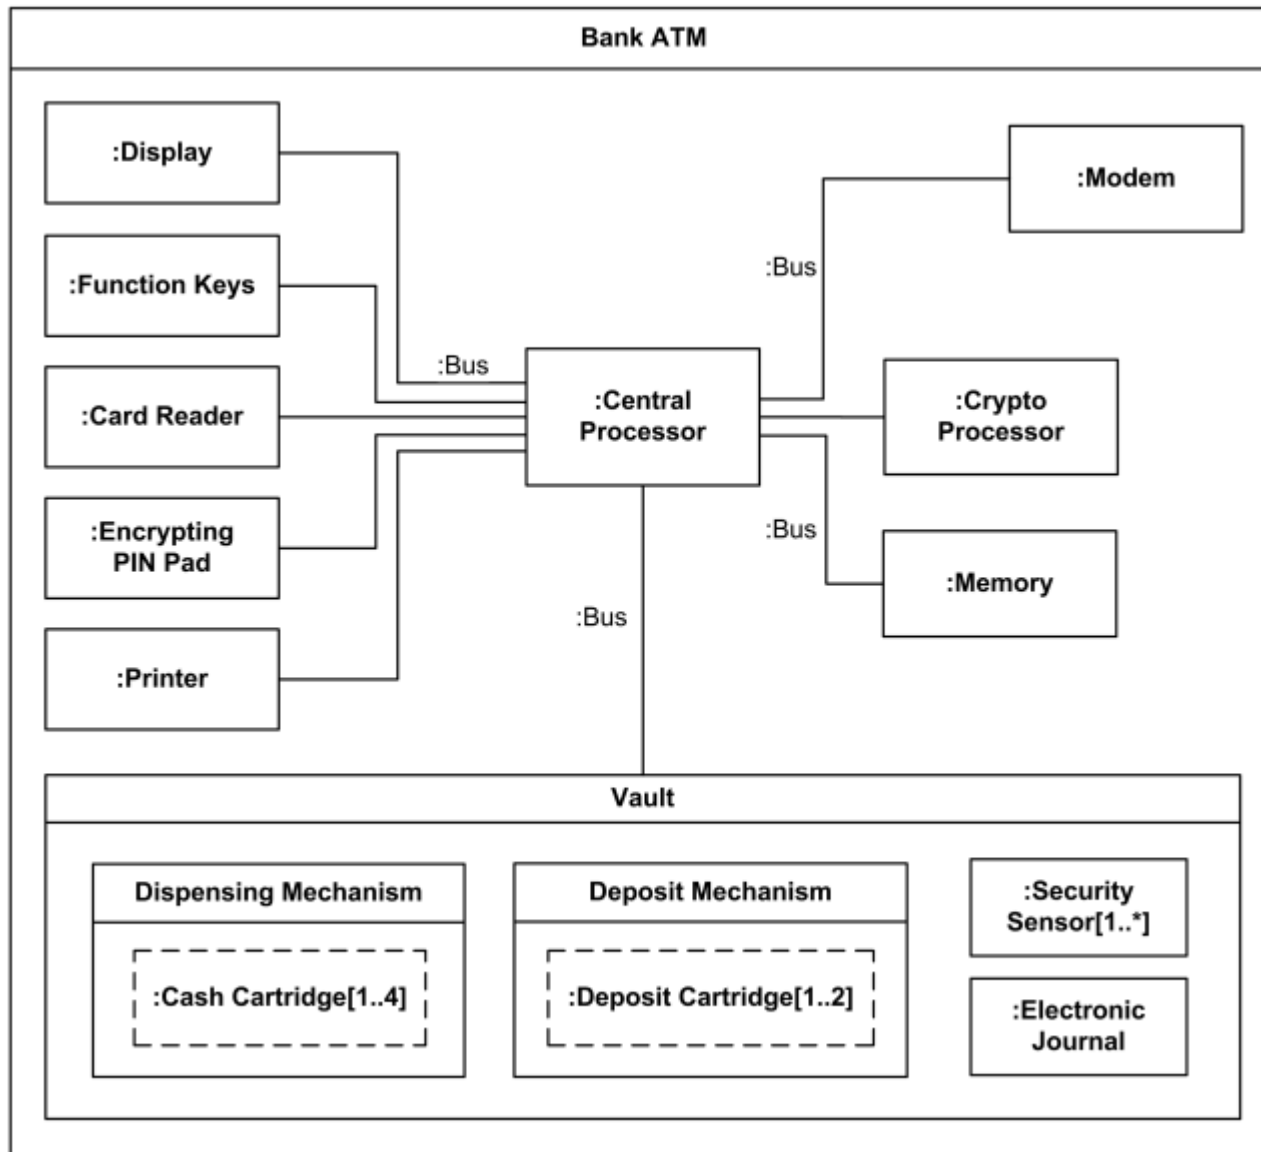 Bank ATM
:Display
:Modem
:Function Keys
:Bus
:Bus
:Card Reader
:Central
Processor
:Crypto
Processor
:Encrypting
PIN Pad
:Bus
:Memory
:Bus
:Printer
Vault
Dispensing Mechanism
:Cash Cartridge[1..4]
Deposit Mechanism
:Deposit Cartridge[1..2]
:Security
Sensor[1..*]
:Electronic
Journal